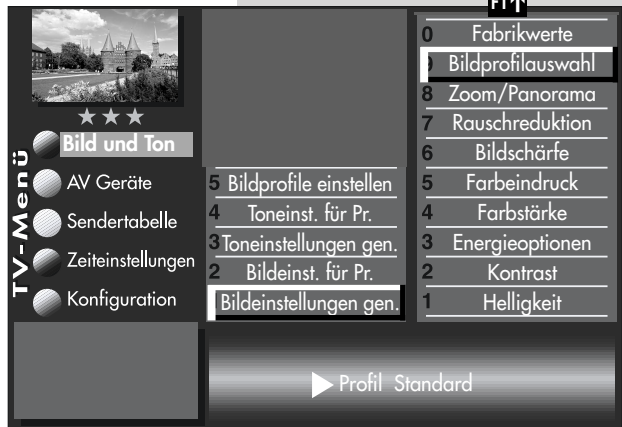 TV-Menü
Bild und Ton
AV Geräte
Sendertabelle
Zeiteinstellungen
Konfiguration
5 Bildprofile einstellen
4 Toneinst. für Pr.
3 Toneinstellungen gen.
2 Bildeinst. für Pr.
Bildeinstellungen gen.
0 Fabrikwerte
9 Bildprofilauswahl
8 Zoom/Panorama
7 Rauschreduktion
6 Bildschärfe
5 Farbeindruck
4 Farbstärke
3 Energieoptionen
2 Kontrast
1 Helligkeit
Profil Standard